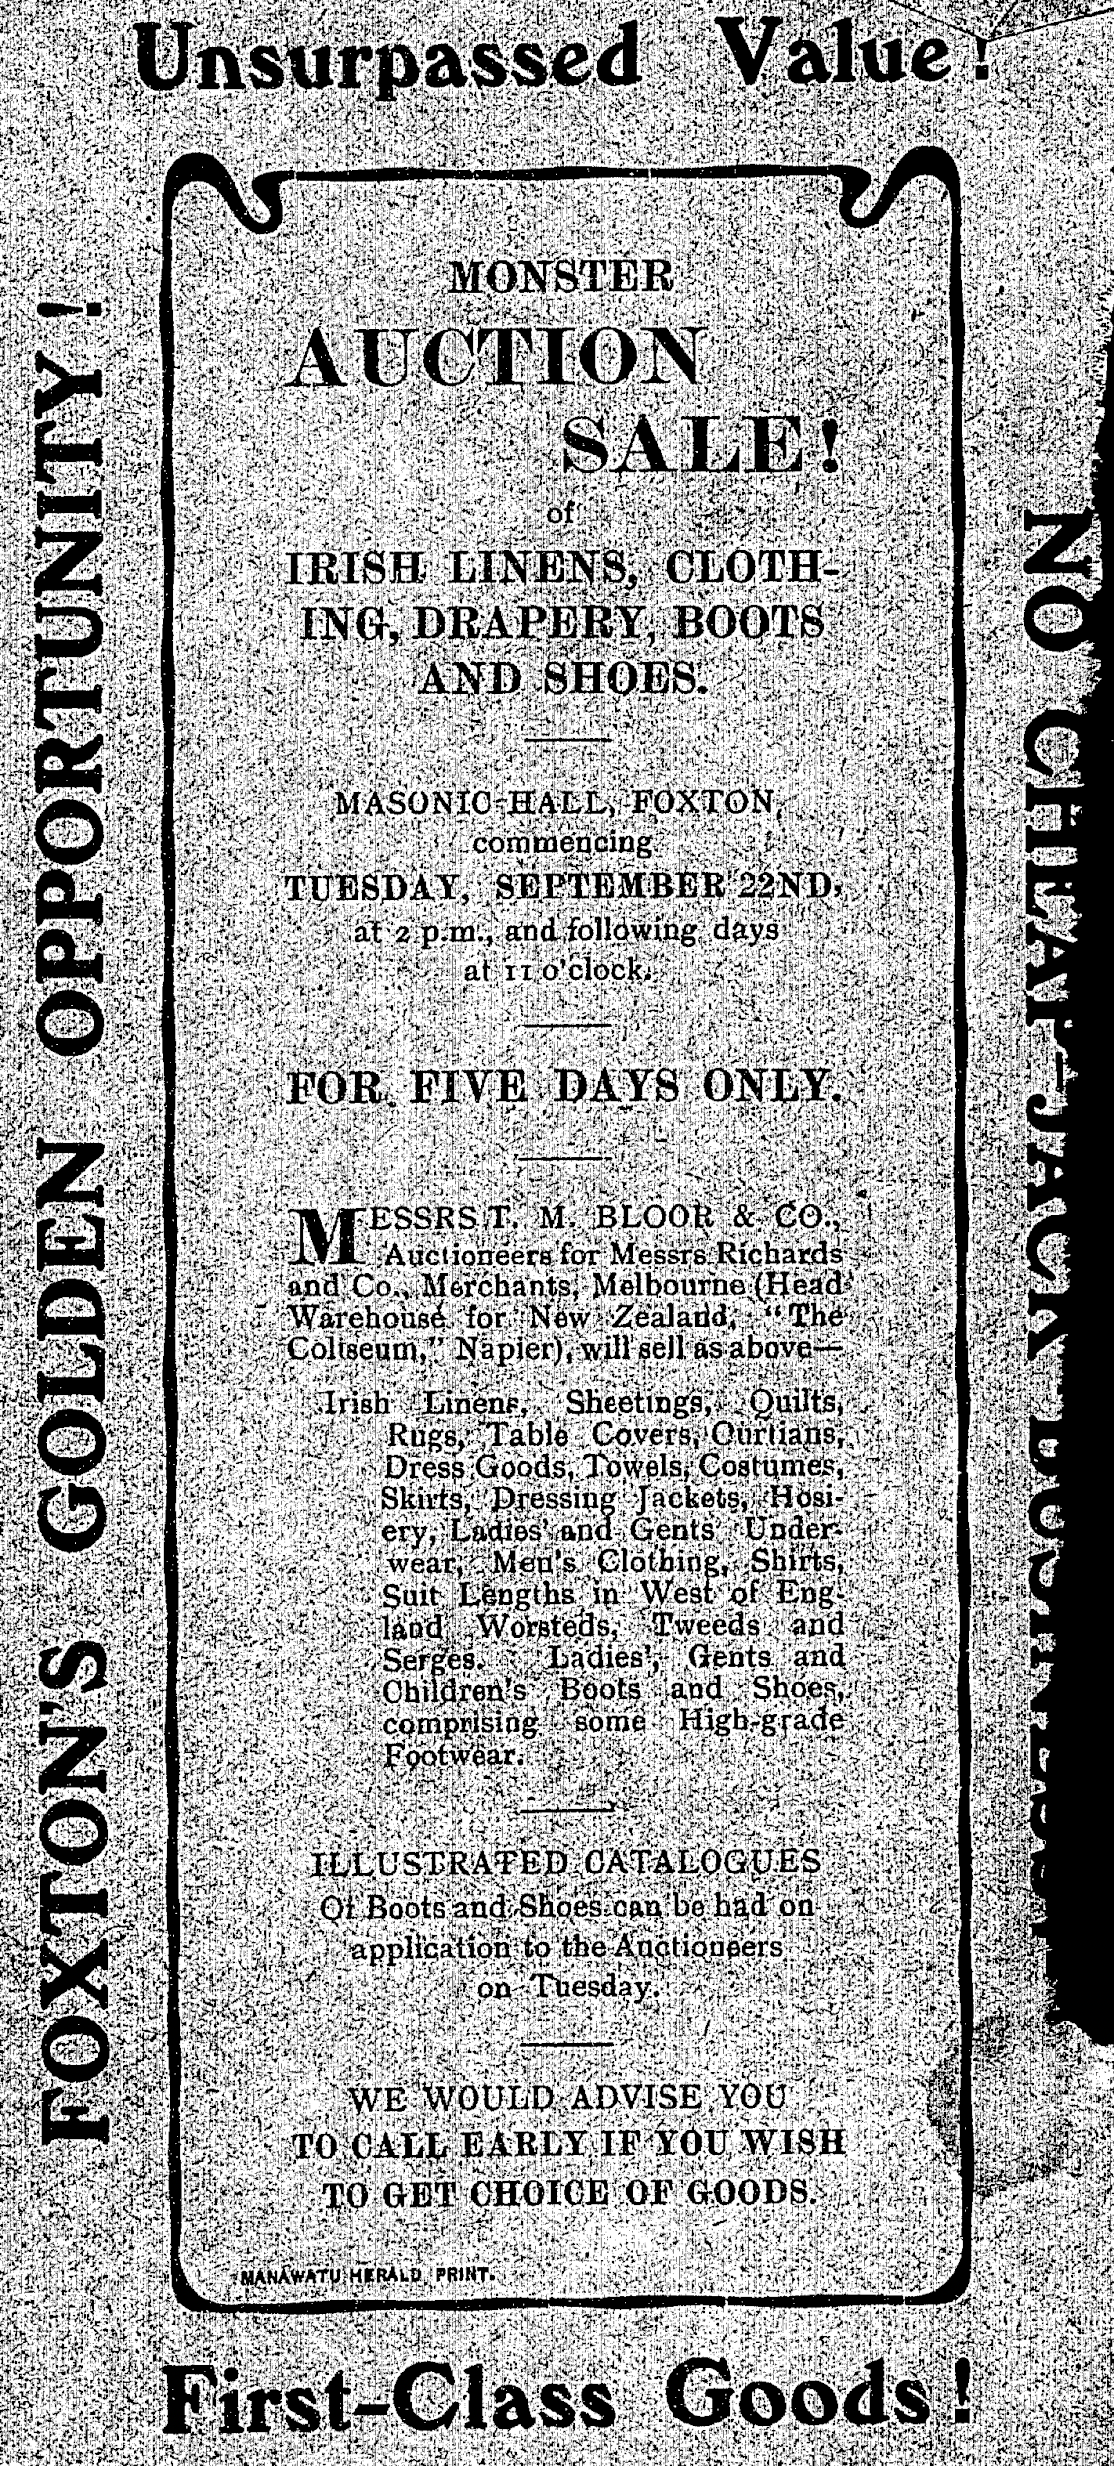 Unsurpassed Value!
FOXTON'S GOLDEN OPPORTUNITY!
MONSTER
AUCTION
SALE!
of
IRISH LINENS, CLOTH-
ING, DRAPERY, BOOTS
AND SHOES.
MASONIC HALL, FOXTON,
commencing
TUESDAY, SEPTEMBER 22ND,
at 2 p.m., and following days
at 11 o'clock.
FOR FIVE DAYS ONLY.
MESSRS T. M. BLOOR & CO.,
Auctioneers for Messrs Richards
and Co., Merchants, Melbourne (Head
Warehouse for New Zealand, "The
Coliseum," Napier), will sell as above—
Irish Linens, Sheetings, Quilts,
Rugs, Table Covers, Curtians,
Dress Goods, Towels, Costumes,
Skirts, Dressing Jackets, Hosi-
ery, Ladies' and Gents' Under-
wear, Men's Clothing, Shirts,
Suit Lengths in West of Eng-
land Worsteds, Tweeds and
Serges. Ladies', Gents and
Children's Boots and Shoes,
comprising some High-grade
Footwear.
ILLUSTRATED CATALOGUES
Of Boots and Shoes can be had on
application to the Auctioneers
on Tuesday.
WE WOULD ADVISE YOU
TO CALL EARLY IF YOU WISH
TO GET CHOICE OF GOODS.
MANAWATU HERALD PRINT.
NO CHEAP-JACK BUSINESS
First-Class Goods!